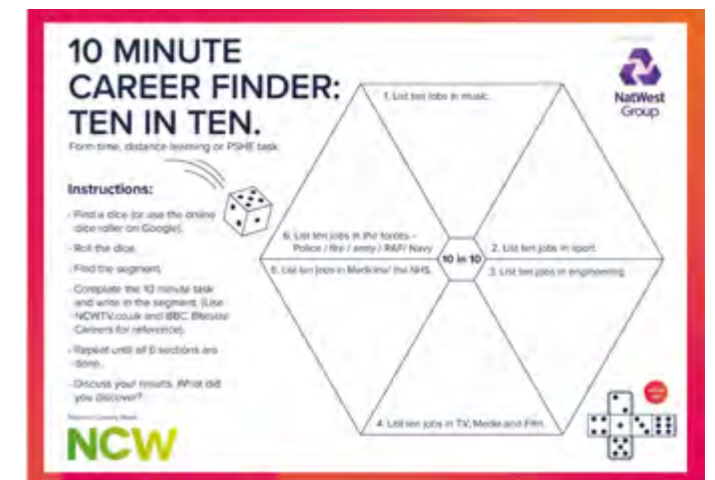 10 MINUTE
CAREER FINDER:
TEN IN TEN.
Form time, distance learning or PSHE task
NatWest
Group
Instructions:
- Find a dice (or use the online
dice roller on Google).
- Roll the dice.
- Find the segment.
- Complete the 10 minute task
and write in the segment. (Use
NCWTV.co.uk and BBC Bitesize
Careers for reference).
- Repeat until all 6 sections are
done.
- Discuss your results. What did
you discover?
1. List ten jobs in music.
6. List ten jobs in the forces –
Police / fire / army / RAF/ Navy
2. List ten jobs in sport.
10 in 10
List ten jobs in Medicine/ the NHS.
3. List ten jobs in engineering.
4. List ten jobs in TV, Media and Film.
National Careers Week
NCW